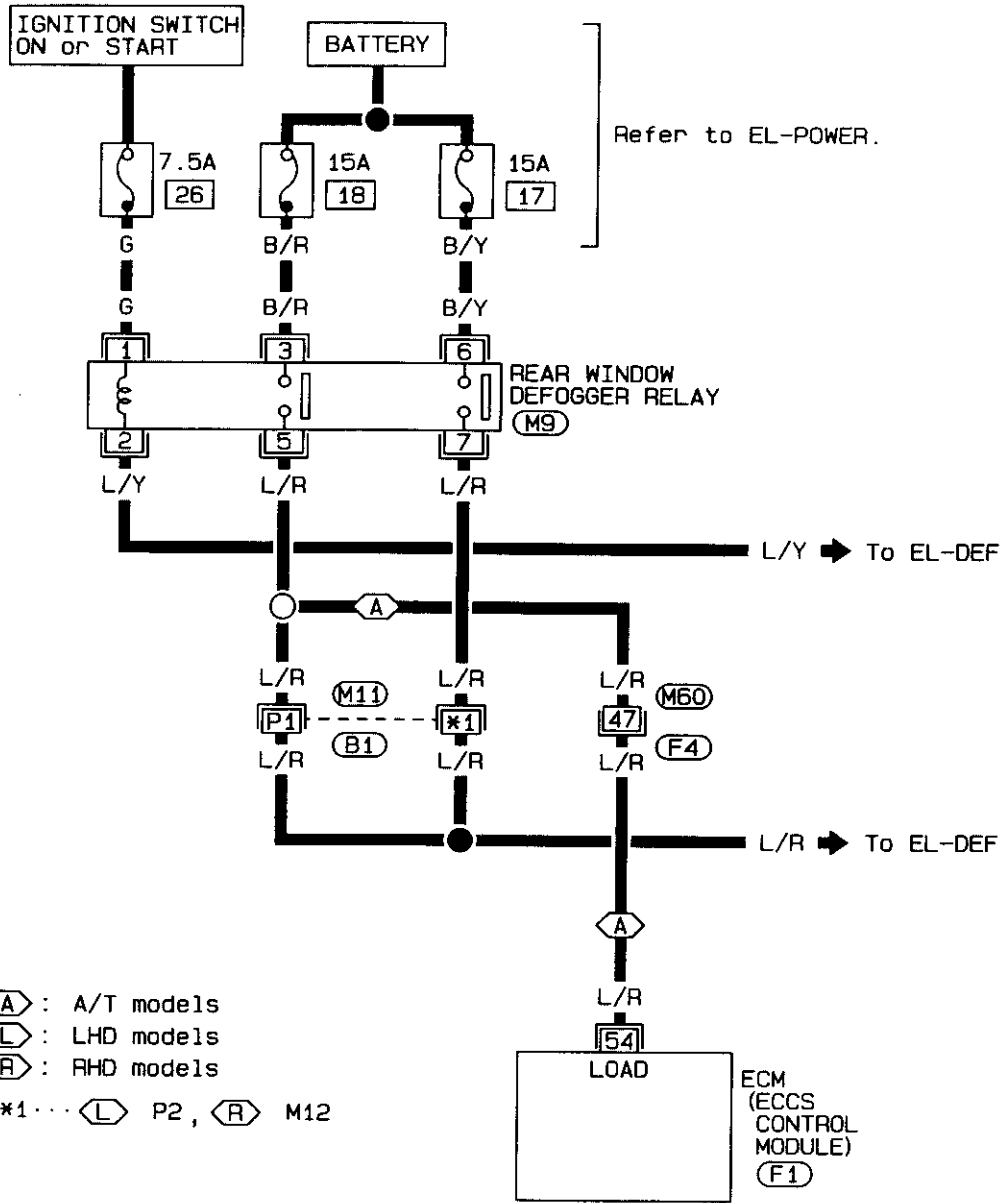 IGNITION SWITCH
ON or START
BATTERY
Refer to EL-POWER.
7.5A
26
15A
18
15A
17
G
B/R
B/Y
G
B/R
B/Y
1
3
6
REAR WINDOW
DEFOGGER RELAY
M9
2
5
7
L/Y
L/R
L/R
L/Y
To EL-DEF
A
L/R
L/R
L/R
M11
M60
P1
*1
47
B1
F4
L/R
L/R
L/R
L/R
To EL-DEF
A
L/R
54
LOAD
ECM
(ECCS
CONTROL
MODULE)
F1
A : A/T models
L : LHD models
R : RHD models
*1 ··· L P2, R M12